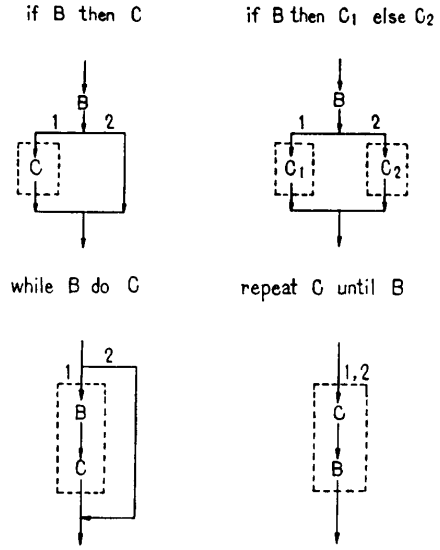 if B then C
if B then C1 else C2
B
1 2
C
B
1 2
C1 C2
while B do C
repeat C until B
1 2
B
C
1,2
C
B